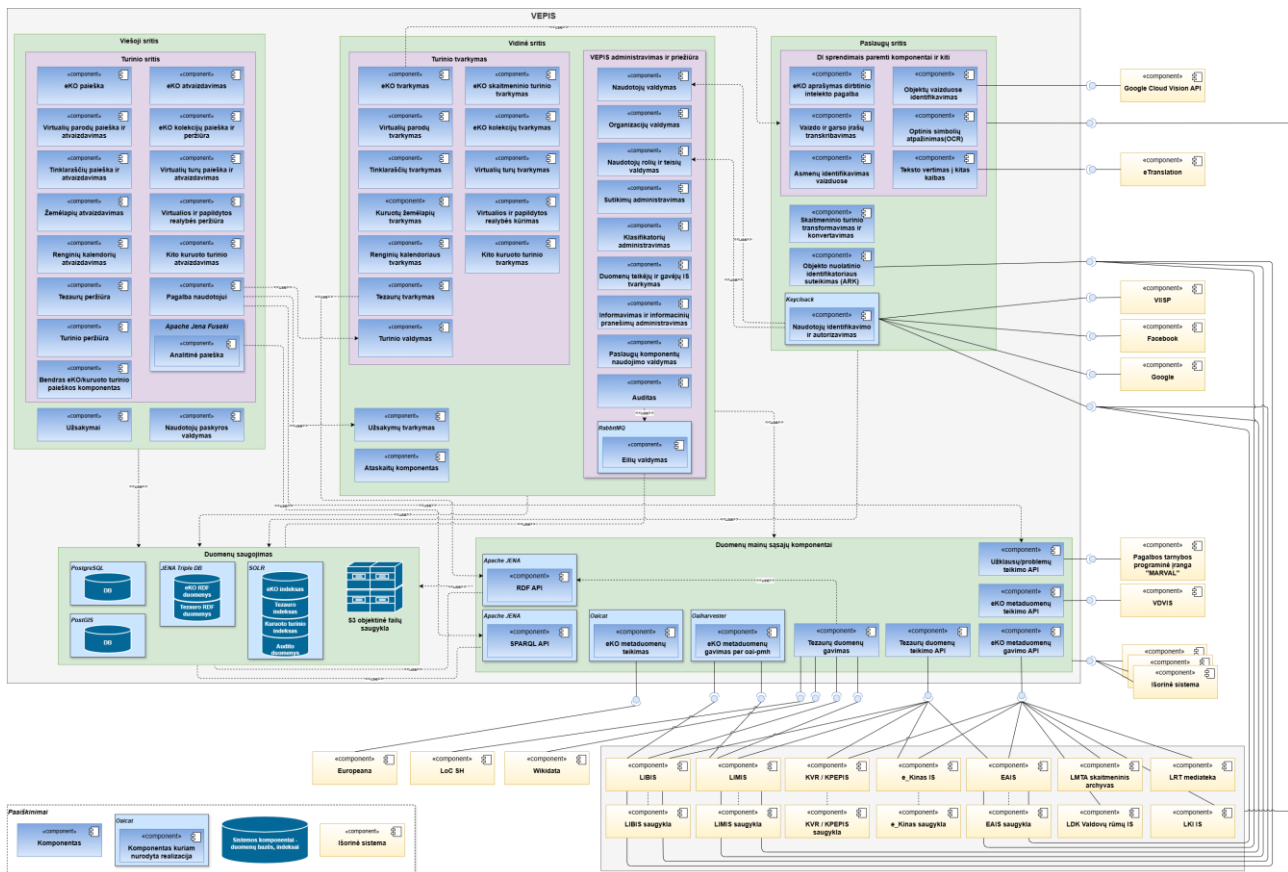 VEPIS
Viešoji sritis
Turinio sritis
«component»
eKO paieška
«component»
eKO atvaizdavimas
«component»
Virtualių parodų paieška ir
atvaizdavimas
«component»
eKO kolekcijų paieška ir
peržiūra
«component»
Tinklaraščių paieška ir
atvaizdavimas
«component»
Virtualių turų paieška ir
atvaizdavimas
«component»
Žemėlapių atvaizdavimas
«component»
Virtualios ir papildytos
realybės peržiūra
«component»
Renginių kalendorių
atvaizdavimas
«component»
Kito kuruoto turinio
atvaizdavimas
«component»
Tezaurų peržiūra
«component»
Pagalba naudotojui
«component»
Turinio peržiūra
Apache Jena Fuseki
«component»
Analitinė paieška
«component»
Bendras eKO/kuruoto turinio
paieškos komponentas
«component»
Užsakymai
«component»
Naudotojų paskyros
valdymas
Vidinė sritis
Turinio tvarkymas
«component»
eKO tvarkymas
«component»
eKO skaitmeninio turinio
tvarkymas
«component»
Virtualių parodų
tvarkymas
«component»
eKO kolekcijų tvarkymas
«component»
Tinklaraščių tvarkymas
«component»
Virtualių turų tvarkymas
«component»
Kuruotų žemėlapių
tvarkymas
«component»
Virtualios ir papildytos
realybės kūrimas
«component»
Renginių kalendoriaus
tvarkymas
«component»
Kito kuruoto turinio
tvarkymas
«component»
Tezaurų tvarkymas
«component»
Turinio valdymas
«component»
Užsakymų tvarkymas
«component»
Ataskaitų komponentas
VEPIS administravimas ir priežiūra
«component»
Naudotojų valdymas
«component»
Organizacijų valdymas
«component»
Naudotojų rolių ir teisių
valdymas
«component»
Sutikimų administravimas
«component»
Klasifikatorių
administravimas
«component»
Duomenų teikėjų ir gavėjų IS
tvarkymas
«component»
Informavimas ir informacinių
pranešimų administravimas
«component»
Paslaugų komponentų
naudojimo valdymas
«component»
Auditas
RabbitMQ
«component»
Eilių valdymas
Paslaugų sritis
DI sprendimais paremti komponentai ir kiti
«component»
eKO aprašymas dirbtinio
intelekto pagalba
«component»
Objektų vaizduose
identifikavimas
«component»
Vaizdo ir garso įrašų
transkribavimas
«component»
Optinis simbolių
atpažinimas(OCR)
«component»
Asmenų identifikavimas
vaizduose
«component»
Teksto vertimas į kitas
kalbas
«component»
Skaitmeninio turinio
transformavimo ir
konvertavimas
«component»
Objekto nuolatinio
identifikatoriaus
suteikimas (ARK)
Keycloack
«component»
Naudotojų identifikavimo
ir autorizavimas
«component»
Google Cloud Vision API
«component»
eTranslation
«component»
VIISP
«component»
Facebook
«component»
Google
Duomenų saugojimas
PostgreSQL
DB
PostGIS
DB
JENA Triple DB
eKO RDF
duomenys
Tezauro RDF
duomenys
SOLR
eKO indeksas
Tezauro
indeksas
Kuruoto turinio
indeksas
Audito
duomenys
S3 objektinė failų
saugykla
Duomenų mainų sąsajų komponentai
Apache JENA
«component»
RDF API
Apache JENA
«component»
SPARQL API
Oaicat
«component»
eKO metaduomenų
teikimas
Oaiharvester
«component»
eKO metaduomenų
gavimas per oai-pmh
«component»
Tezaurų duomenų
gavimas
«component»
Tezaurų duomenų
teikimo API
«component»
Užklausų/problemų
teikimo API
«component»
eKO metaduomenų
teikimo API
«component»
eKO metaduomenų
gavimo API
«component»
Pagalbos tarnybos
programinė įranga
"MARVAL"
«component»
VDVIS
«component»
«component»
«component»
Išorinė sistema
«component»
Europeana
«component»
LoC SH
«component»
Wikidata
«component»
LIBIS
«component»
LIMIS
«component»
KVR / KPEPIS
«component»
e_Kinas IS
«component»
EAIS
«component»
LMTA skaitmeninis
archyvas
«component»
LRT mediateka
«component»
LIBIS saugykla
«component»
LIMIS saugykla
«component»
KVR / KPEPIS
saugykla
«component»
e_Kinas saugykla
«component»
EAIS saugykla
«component»
LDK Valdovų rūmų IS
«component»
LKI IS
Paaiškinimai
«component»
Komponentas
Oaicat
«component»
Komponentas kuriam
nurodyta realizacija
Sistemos komponentai -
duomenų bazės, indeksai
«component»
Išorinė sistema